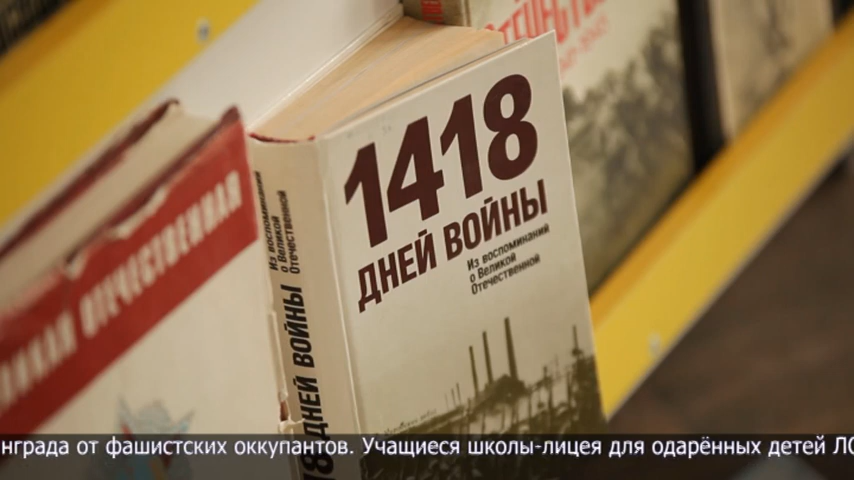 ОТЕЧЕСТВЕННАЯ
1418
ДНЕЙ ВОЙНЫ
Из воспоминаний
о Великой
Отечественной
Из воспоминаний
о Великой
Отечественной
ДНЕЙ ВОЙНЫ
нграда от фашистских оккупантов. Учащиеся школы-лицея для одарённых детей ЛО